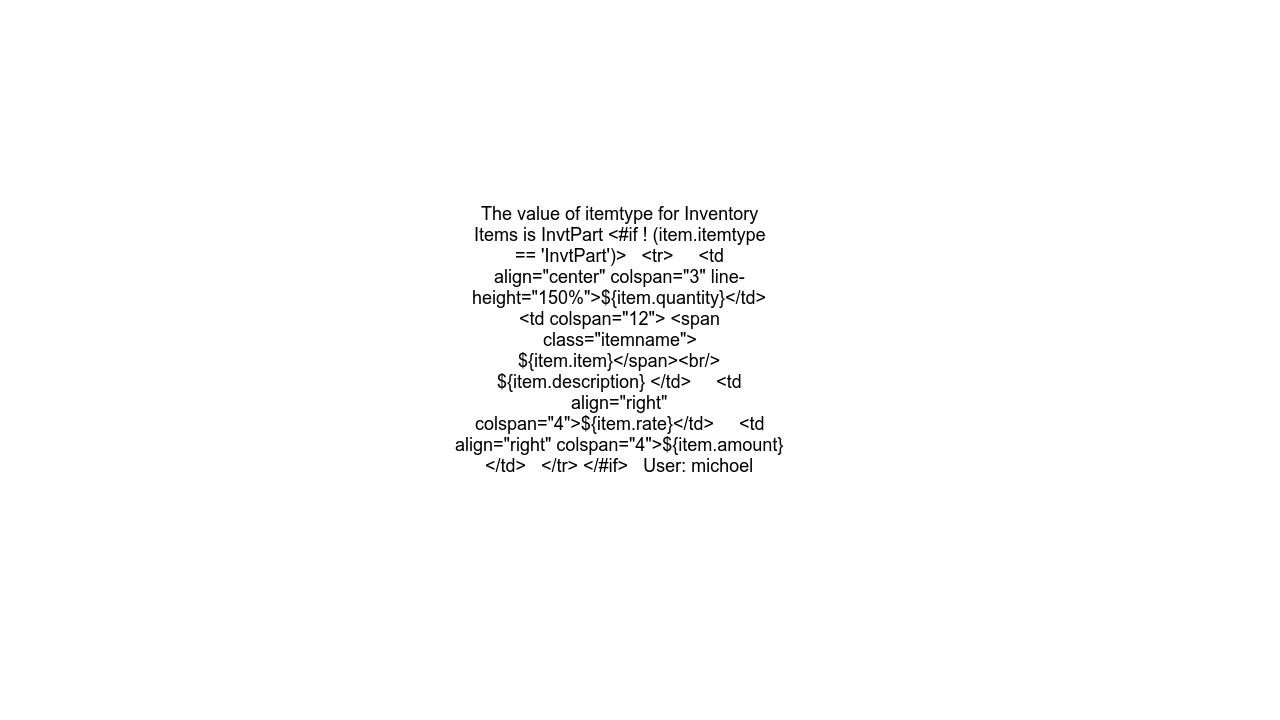 The value of itemtype for Inventory
Items is InvtPart <#if ! (item.itemtype
== 'InvtPart')>   <tr>     <td
align="center" colspan="3" line-
height="150%">${item.quantity}</td>
<td colspan="12"> <span
class="itemname">
${item.item}</span><br/>
${item.description} </td>     <td
align="right"
colspan="4">${item.rate}</td>     <td
align="right" colspan="4">${item.amount}
</td>   </tr> </#if>   User: michoel